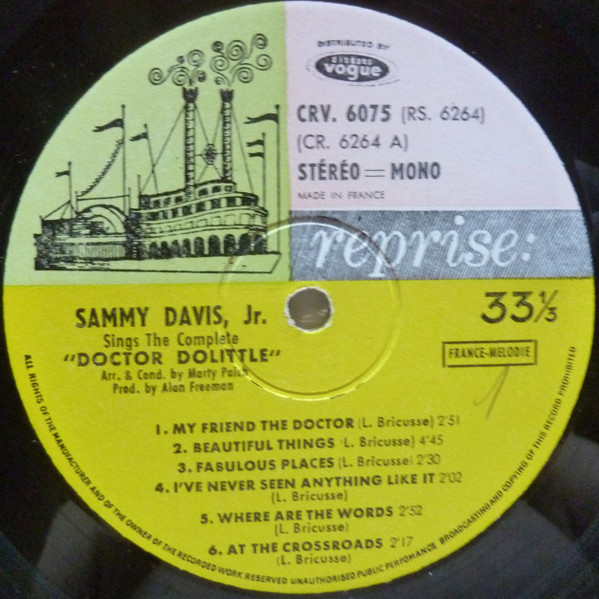 DISTRIBUTED BY
disques
vogue
CRV. 6075 (RS. 6264)
(CR. 6264 A)
STÉRÉO = MONO
MADE IN FRANCE
reprise:
SAMMY DAVIS, Jr.
Sings The Complete
"DOCTOR DOLITTLE"
Arr. & Cond. by Marty Paich
Prod. by Alan Freeman
33 1/3
FRANCE-MELODIE
1
1. MY FRIEND THE DOCTOR (L. Bricusse) 2'51
2. BEAUTIFUL THINGS (L. Bricusse) 4'45
3. FABULOUS PLACES (L. Bricusse) 2'30
4. I'VE NEVER SEEN ANYTHING LIKE IT 2'02
(L. Bricusse)
5. WHERE ARE THE WORDS 2'52
(L. Bricusse)
6. AT THE CROSSROADS 2'17
(L. Bricusse)
ALL RIGHTS OF THE MANUFACTURER AND OF THE OWNER OF THE RECORDED WORK RESERVED UNAUTHORISED PUBLIC PERFOMANCE BROADCASTING AND COPYING OF THIS RECORD PROHIBITED